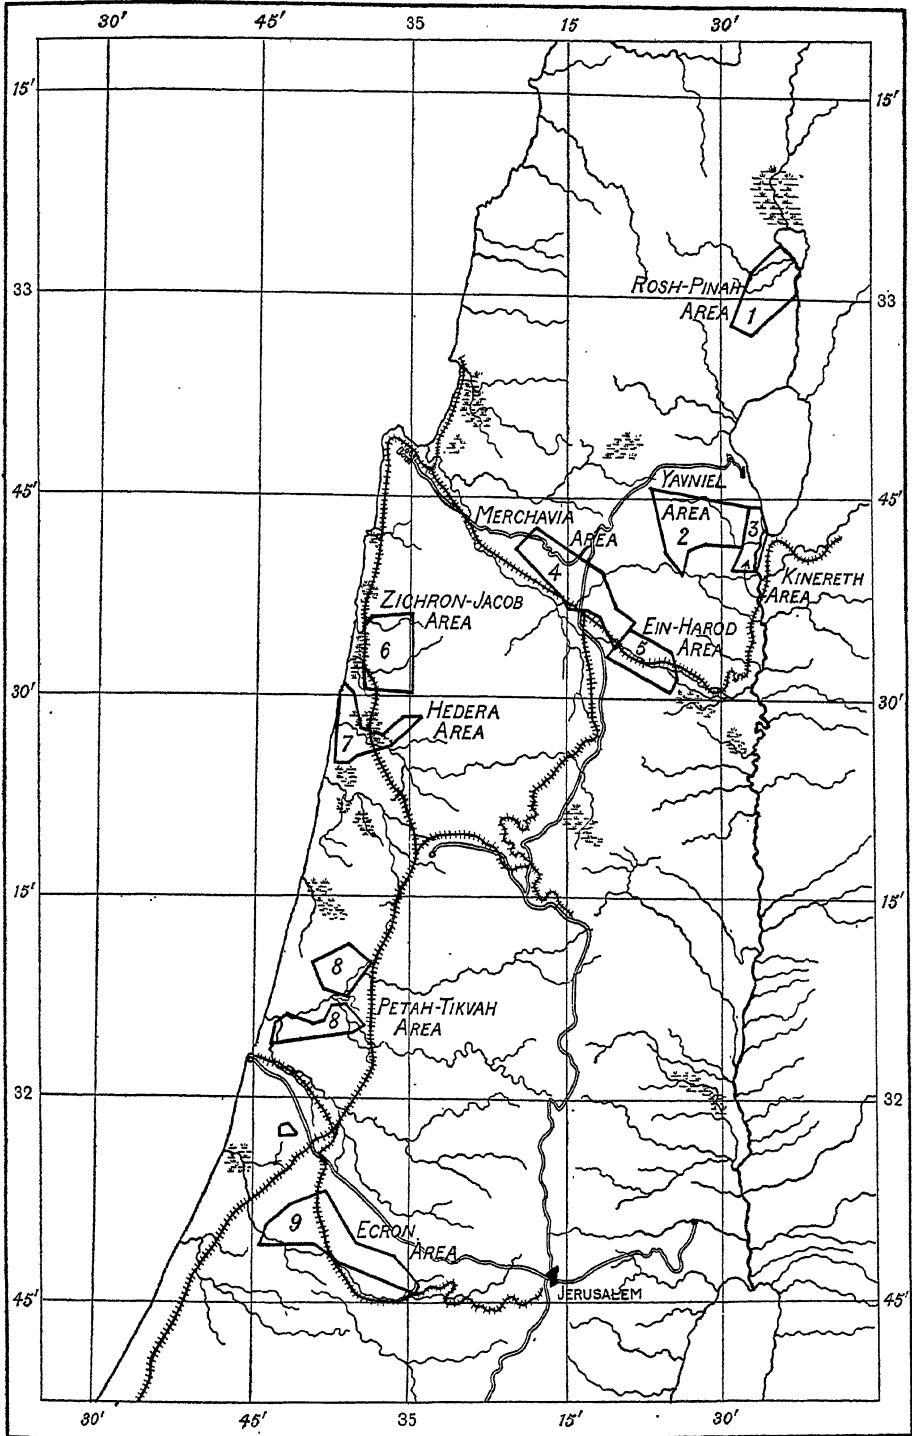 30' 45' 35 15' 30'
15' 15'
ROSH-PINAH
AREA 1
33 33
45' YAVNIEL 45'
MERCHAVIA AREA 3
AREA 2
4
KINERETH
AREA
ZICHRON-JACOB
AREA
EIN-HAROD
AREA
5
6
30' 30'
HEDERA
AREA
7
15' 15'
8
PETAH-TIKVAH
AREA
8
32 32
9 ECRON
AREA
JERUSALEM
45' 45'
30' 45' 35 15' 30'